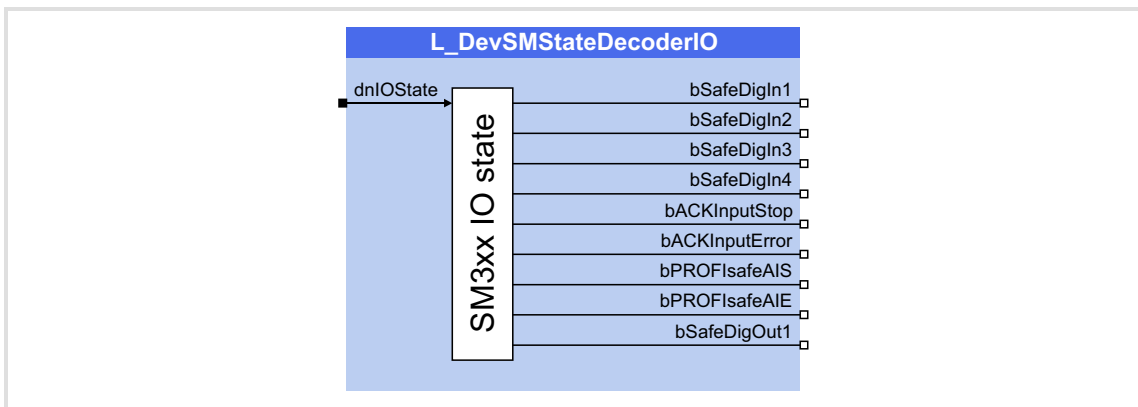 L_DevSMStateDecoderIO
dnIOState
SM3xx IO state
bSafeDigIn1
bSafeDigIn2
bSafeDigIn3
bSafeDigIn4
bACKInputStop
bACKInputError
bPROFIsafeAIS
bPROFIsafeAIE
bSafeDigOut1